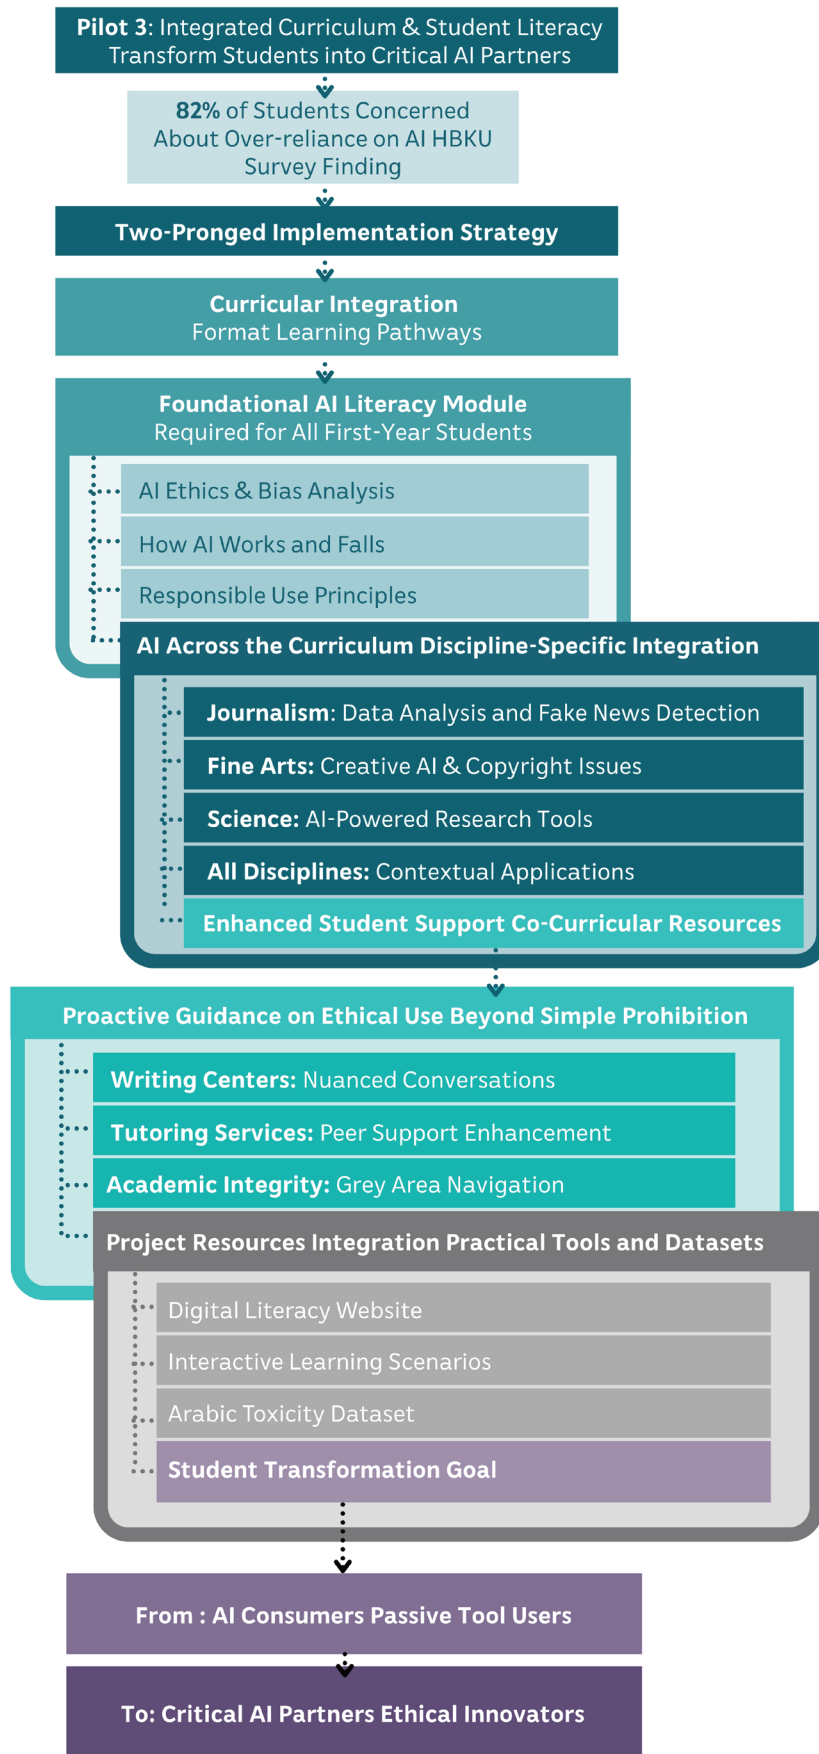 Pilot 3: Integrated Curriculum & Student Literacy
Transform Students into Critical AI Partners
82% of Students Concerned
About Over-reliance on AI HBKU
Survey Finding
Two-Pronged Implementation Strategy
Curricular Integration
Format Learning Pathways
Foundational AI Literacy Module
Required for All First-Year Students
AI Ethics & Bias Analysis
How AI Works and Falls
Responsible Use Principles
AI Across the Curriculum Discipline-Specific Integration
Journalism: Data Analysis and Fake News Detection
Fine Arts: Creative AI & Copyright Issues
Science: AI-Powered Research Tools
All Disciplines: Contextual Applications
Enhanced Student Support Co-Curricular Resources
Proactive Guidance on Ethical Use Beyond Simple Prohibition
Writing Centers: Nuanced Conversations
Tutoring Services: Peer Support Enhancement
Academic Integrity: Grey Area Navigation
Project Resources Integration Practical Tools and Datasets
Digital Literacy Website
Interactive Learning Scenarios
Arabic Toxicity Dataset
Student Transformation Goal
From : AI Consumers Passive Tool Users
To: Critical AI Partners Ethical Innovators